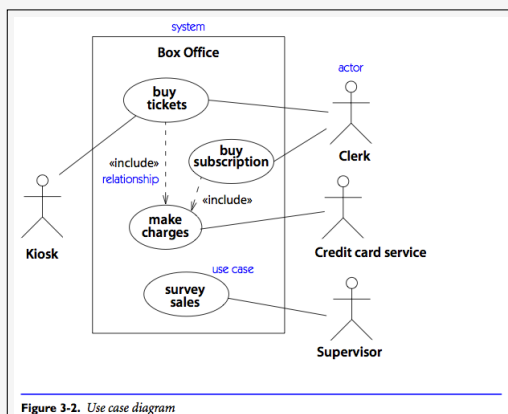 system
Box Office
actor
buy
tickets
Clerk
«include»
relationship
buy
subscription
«include»
make
charges
Kiosk
Credit card service
use case
survey
sales
Supervisor
Figure 3-2. Use case diagram